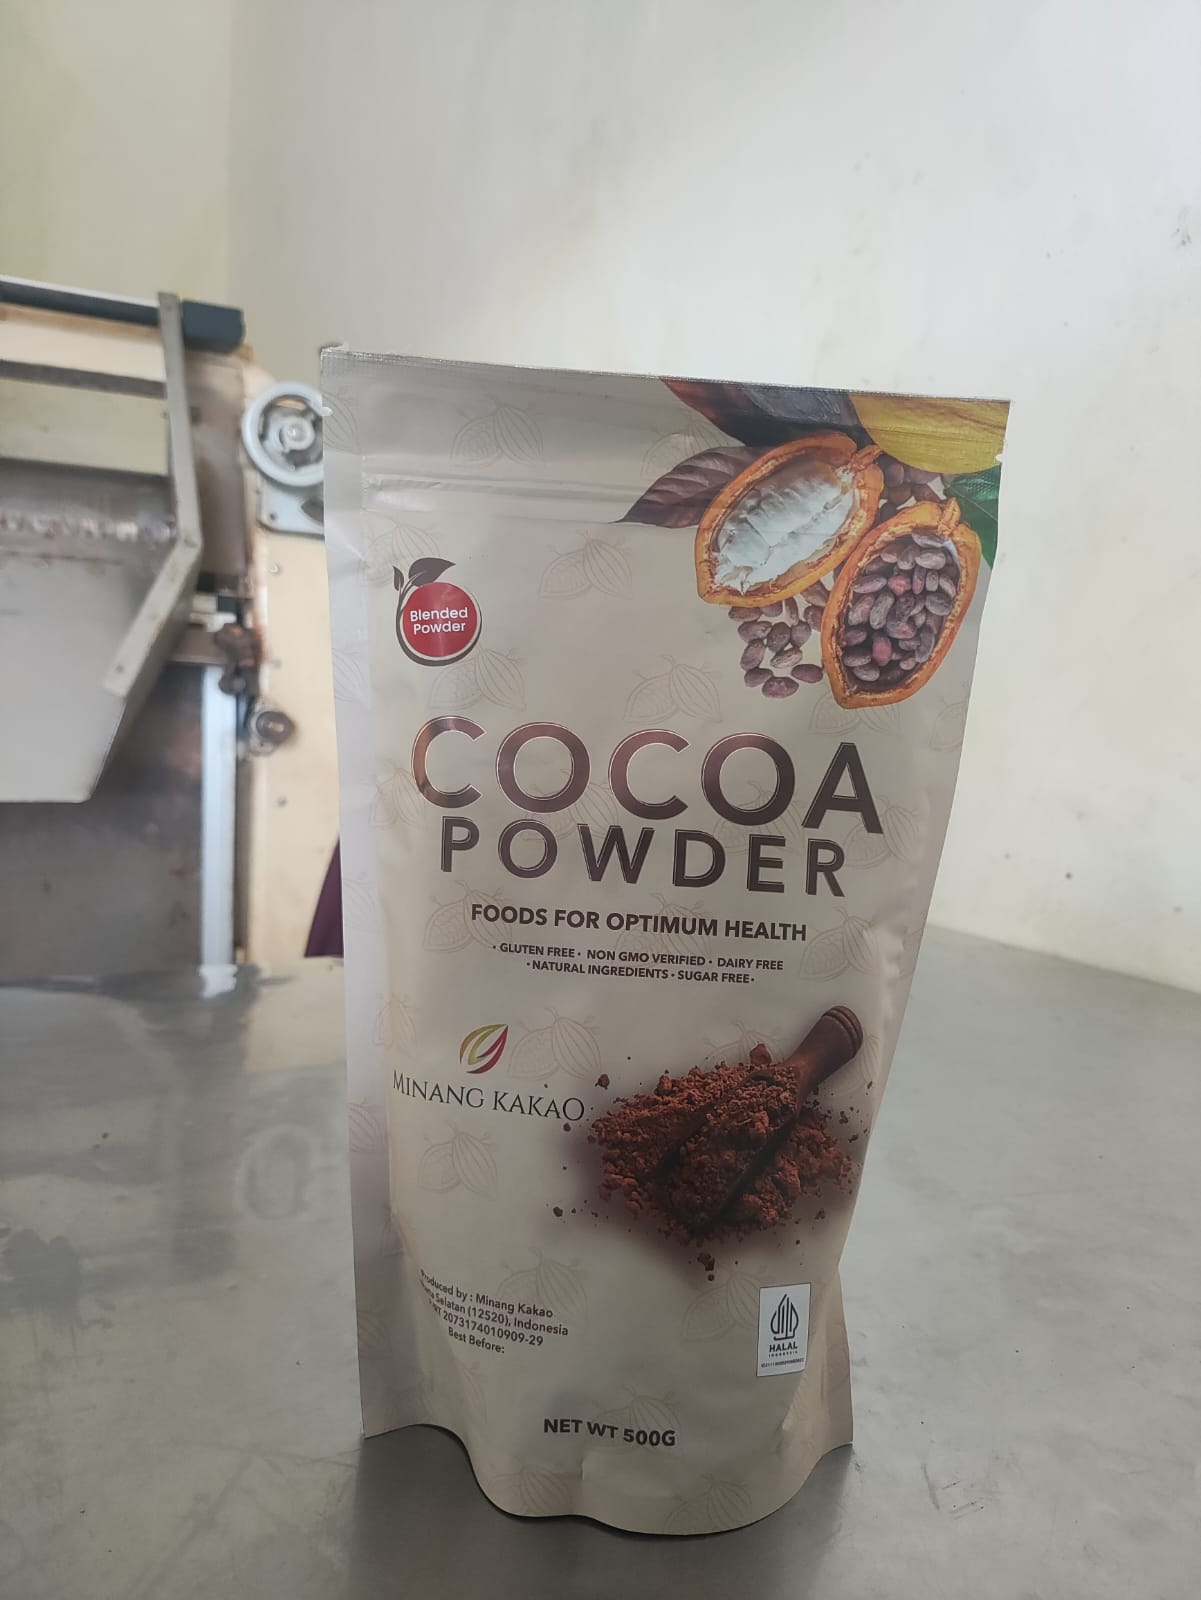 Blended
Powder
COCOA
POWDER
FOODS FOR OPTIMUM HEALTH
• GLUTEN FREE • NON GMO VERIFIED • DAIRY FREE
• NATURAL INGREDIENTS • SUGAR FREE •
MINANG KAKAO
Produced by : Minang Kakao
Selatan (12520), Indonesia
2073174010909-29
Best Before:
HALAL
INDONESIA
NET WT 500G